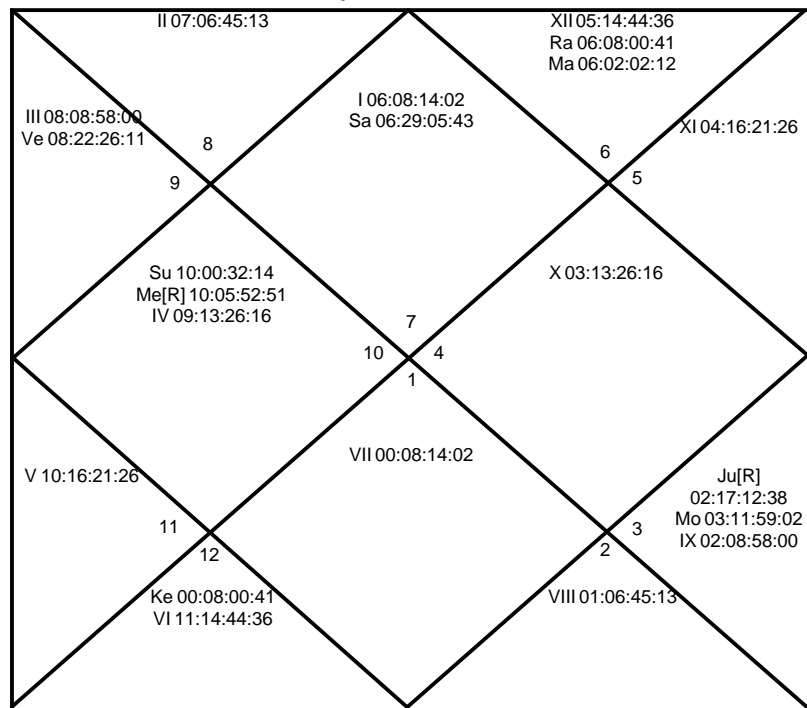 II 07:06:45:13
XII 05:14:44:36
Ra 06:08:00:41
Ma 06:02:02:12
I 06:08:14:02
Sa 06:29:05:43
III 08:08:58:00
Ve 08:22:26:11
XI 04:16:21:26
8
6
9
5
Su 10:00:32:14
Me[R] 10:05:52:51
IV 09:13:26:16
X 03:13:26:16
7
10
4
1
VII 00:08:14:02
V 10:16:21:26
Ju[R]
02:17:12:38
Mo 03:11:59:02
IX 02:08:58:00
11
3
12
2
Ke 00:08:00:41
VI 11:14:44:36
VIII 01:06:45:13